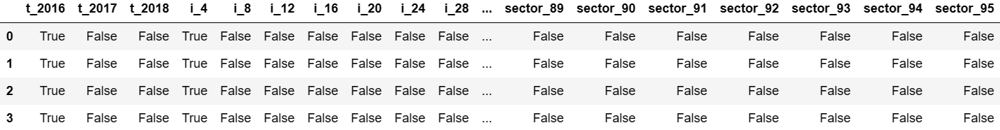 t_2016 t_2017 t_2018 i_4 i_8 i_12 i_16 i_20 i_24 i_28 ... sector_89 sector_90 sector_91 sector_92 sector_93 sector_94 sector_95
0 True False False True False False False False False False ... False False False False False False False
1 True False False True False False False False False False ... False False False False False False False
2 True False False True False False False False False False ... False False False False False False False
3 True False False True False False False False False False ... False False False False False False False